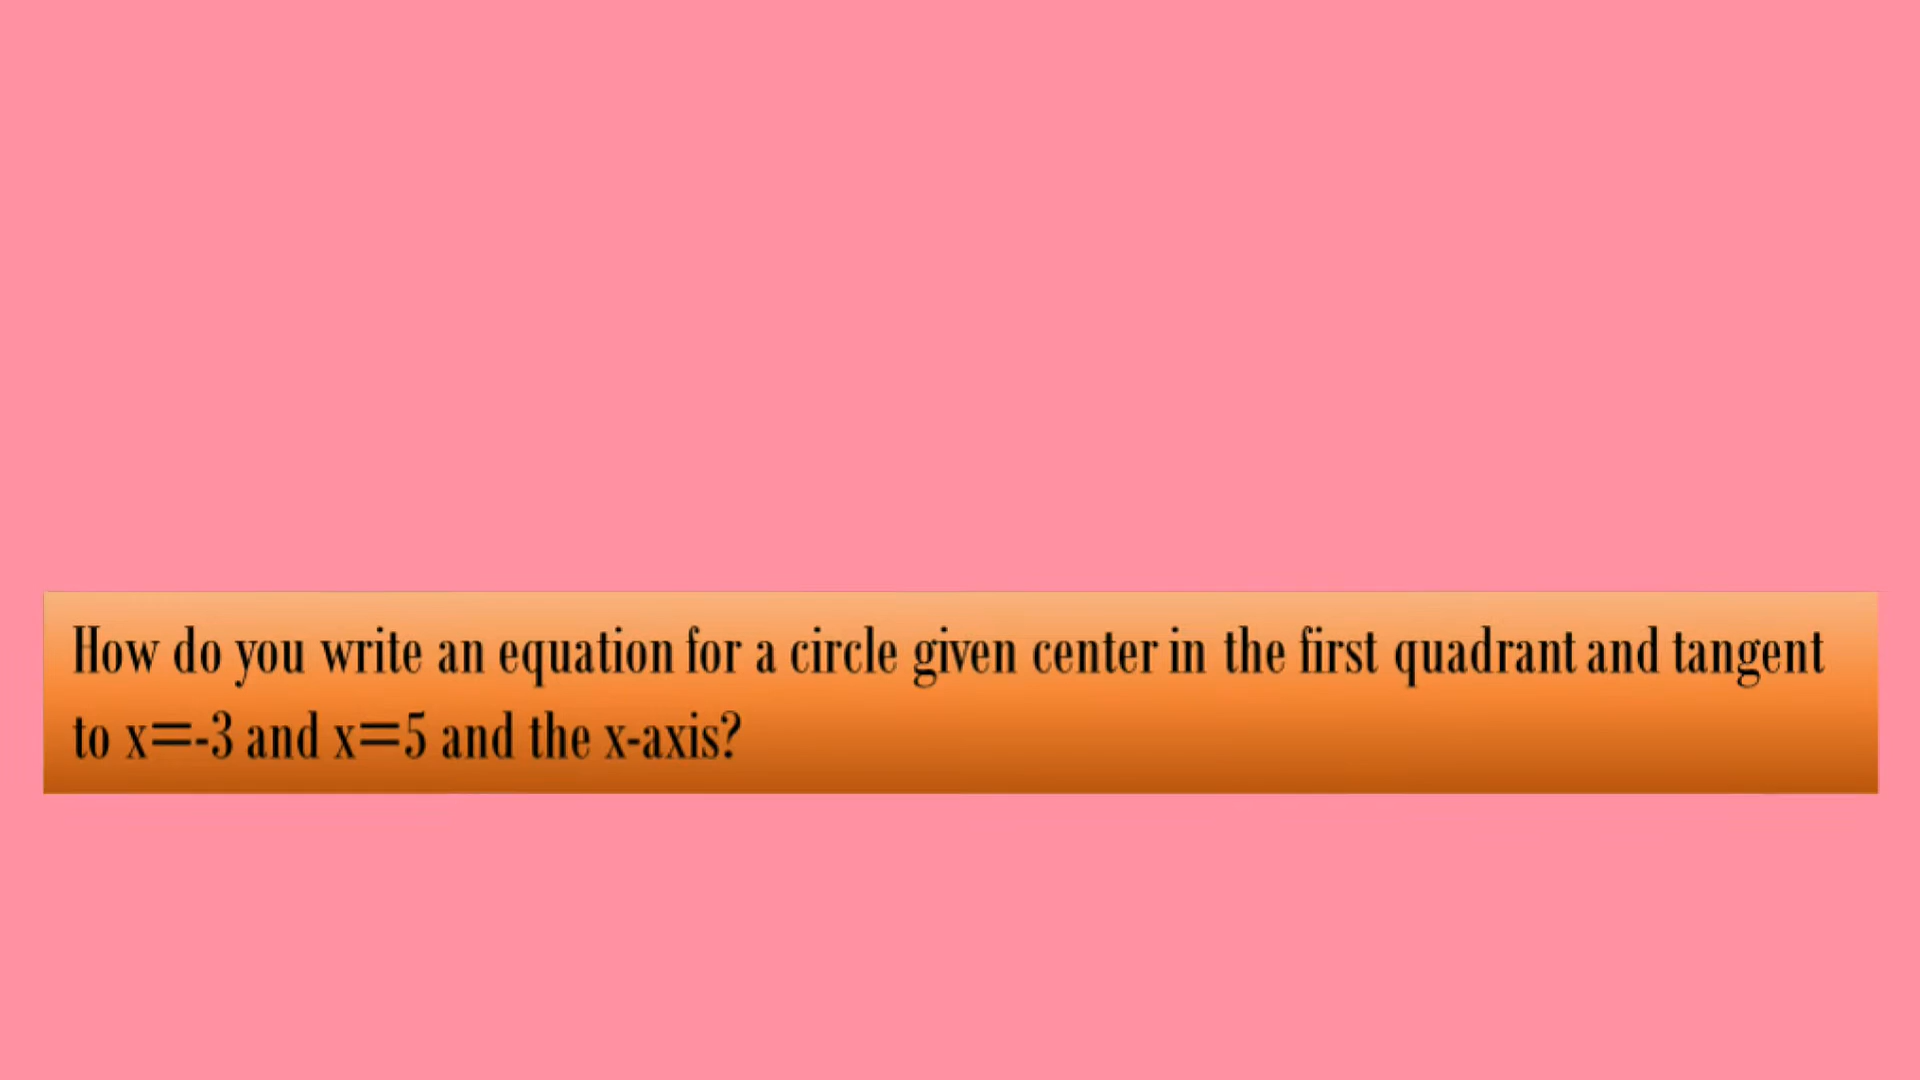 How do you write an equation for a circle given center in the first quadrant and tangent
to x=-3 and x=5 and the x-axis?